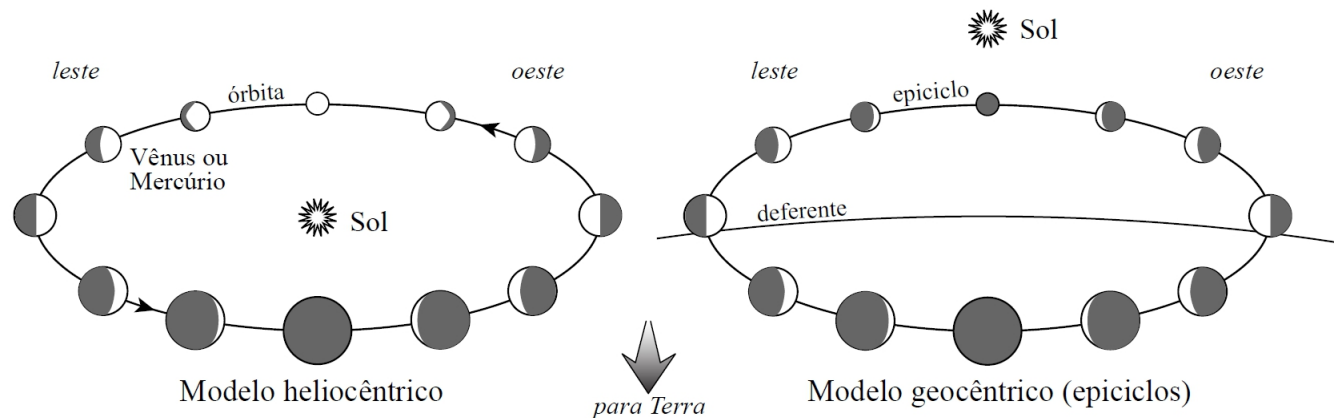 leste
oeste
órbita
Vênus ou
Mercúrio
Sol
Modelo heliocêntrico
para Terra
Sol
leste
oeste
epiciclo
deferente
Modelo geocêntrico (epiciclos)